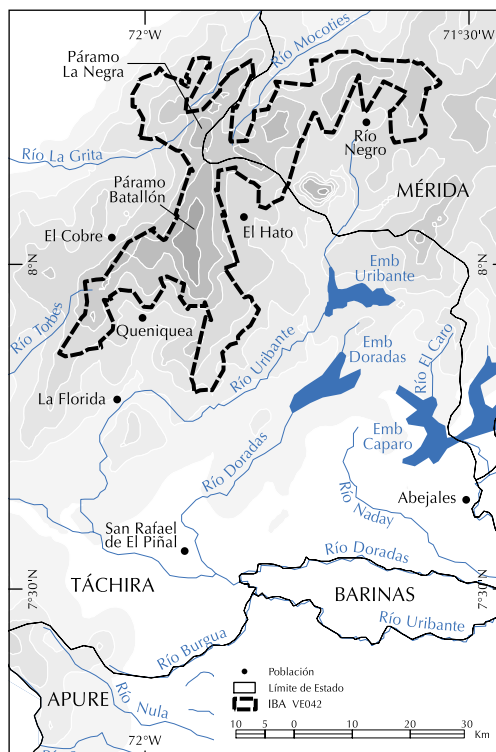 72°W
71°30'W
Páramo
La Negra
Río Mocoties
Río La Grita
Río
Negro
Páramo
Batallón
MÉRIDA
El Cobre
El Hato
8°N
8°N
Emb
Uribante
Río Torbes
Queniquea
Río Uribante
Emb
Doradas
Río El Caro
La Florida
Emb
Caparo
Río Doradas
Abejales
Río Naday
San Rafael
de El Piñal
Río Doradas
7°30'N
7°30'N
TÁCHIRA
BARINAS
Río Uribante
Río Burgua
Población
Límite de Estado
IBA VE042
APURE
Río Nula
10 0 10 20 30
Km
72°W